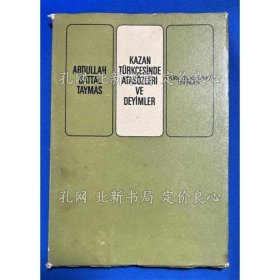 ABDULLAH
BATTAL
TAYMAS
KAZAN
TÜRKÇESİNDE
ATASÖZLERİ
VE
DEYİMLER
孔网 北新书局 定价良心
孔网 北新书局 定价良心